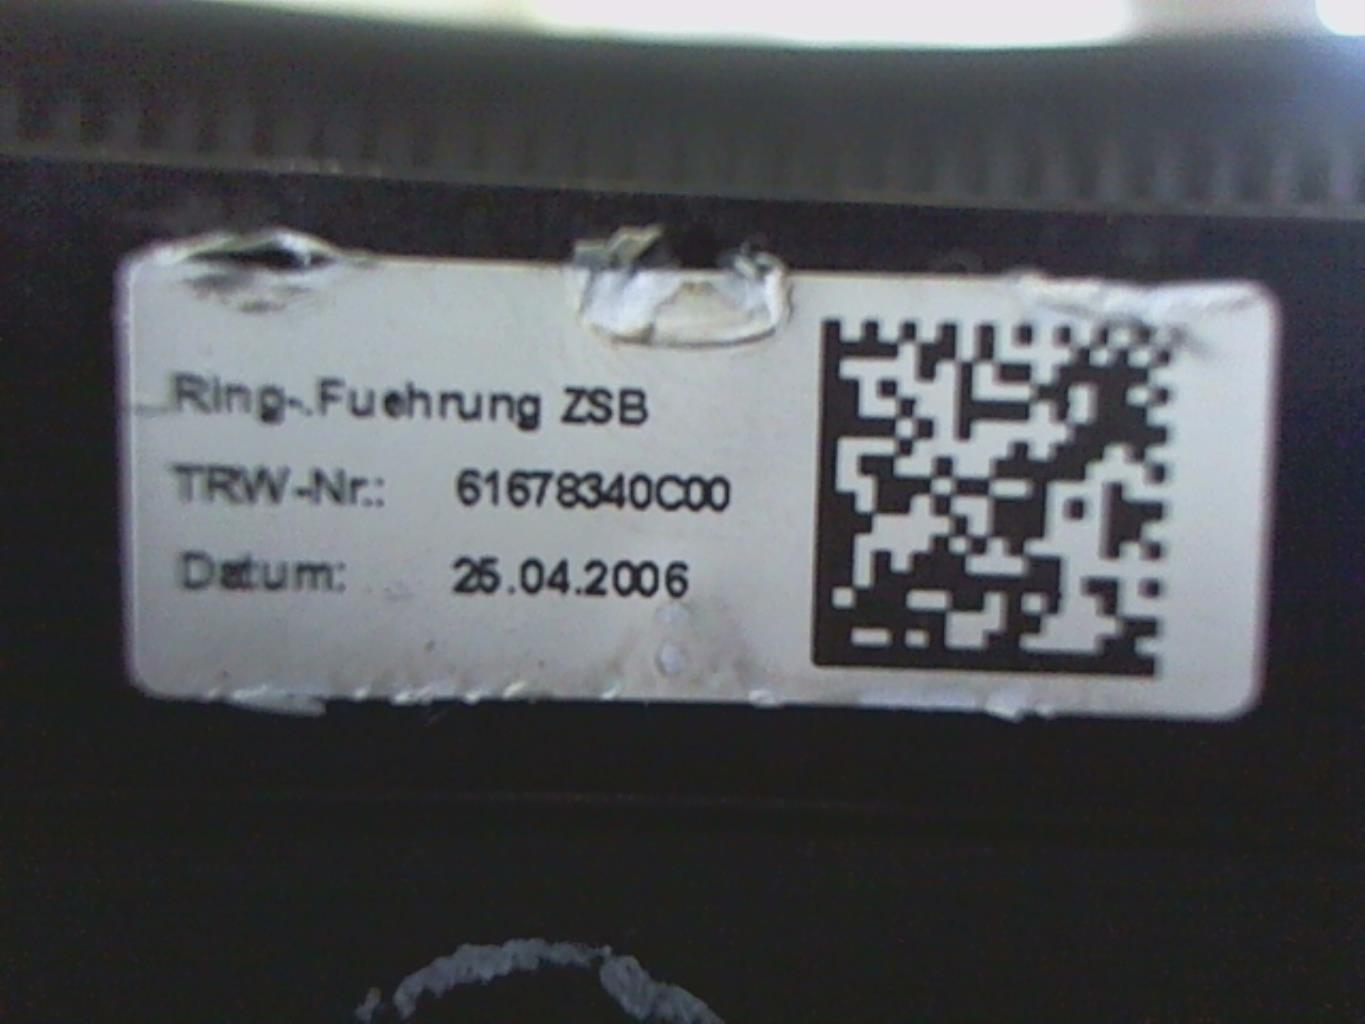 Ring-.Fuehrung ZSB
TRW-Nr.: 61678340C00
Datum: 25.04.2006